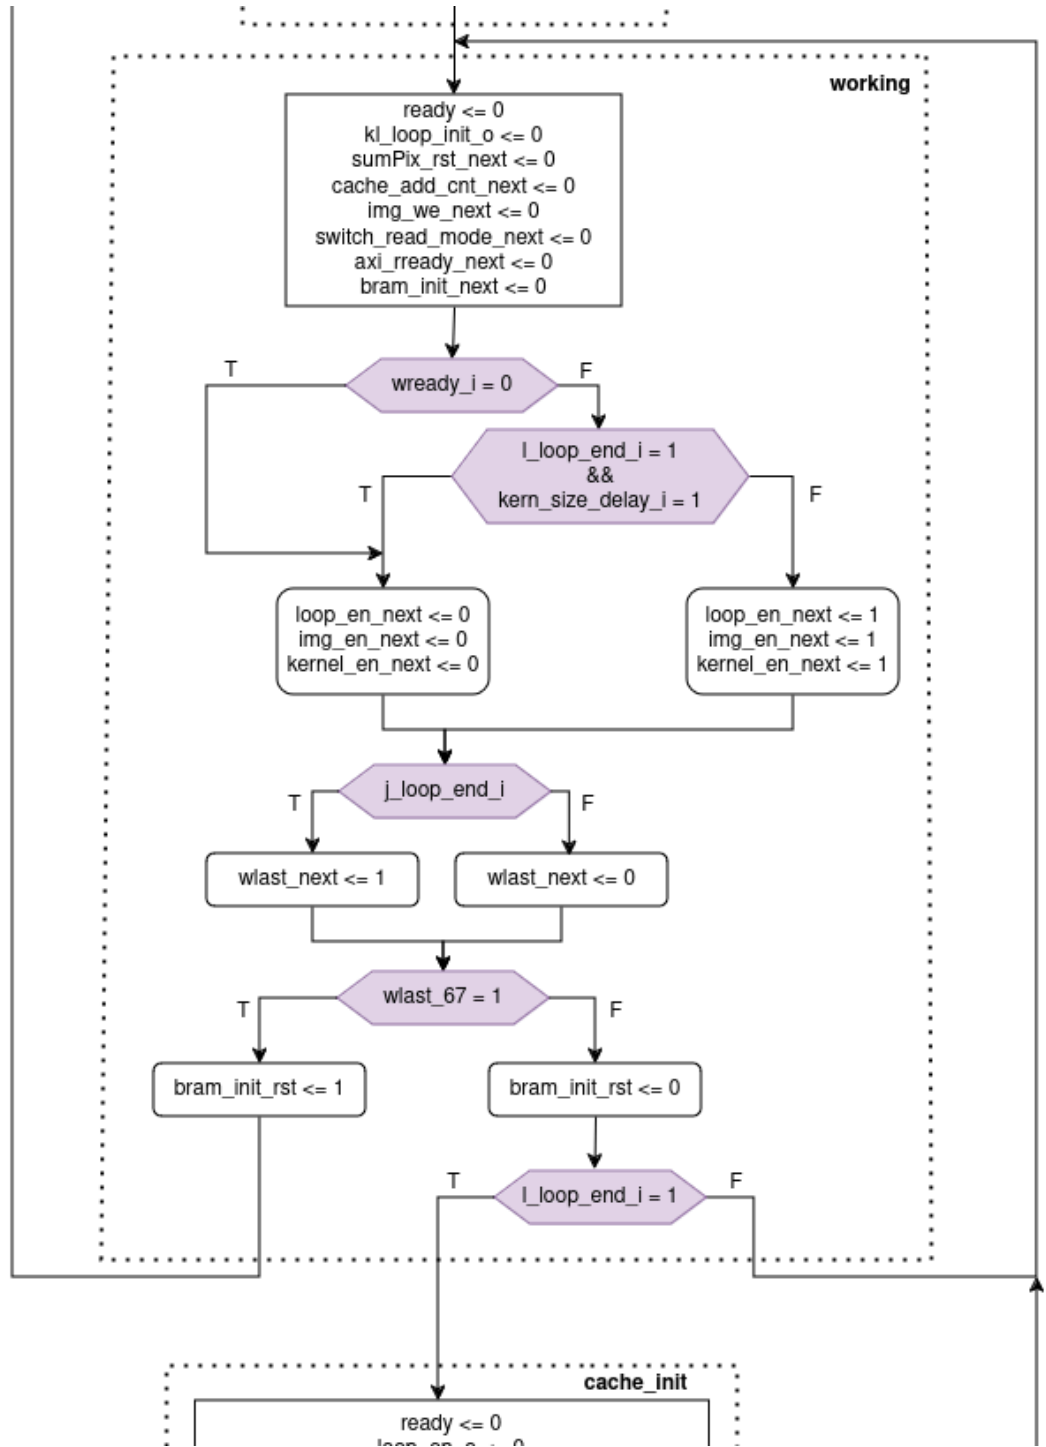 working
ready <= 0
kl_loop_init_o <= 0
sumPix_rst_next <= 0
cache_add_cnt_next <= 0
img_we_next <= 0
switch_read_mode_next <= 0
axi_rready_next <= 0
bram_init_next <= 0
T
wready_i = 0
F
l_loop_end_i = 1
&&
kern_size_delay_i = 1
T
F
loop_en_next <= 0
img_en_next <= 0
kernel_en_next <= 0
loop_en_next <= 1
img_en_next <= 1
kernel_en_next <= 1
j_loop_end_i
T
F
wlast_next <= 1
wlast_next <= 0
wlast_67 = 1
T
F
bram_init_rst <= 1
bram_init_rst <= 0
T
l_loop_end_i = 1
F
cache_init
ready <= 0